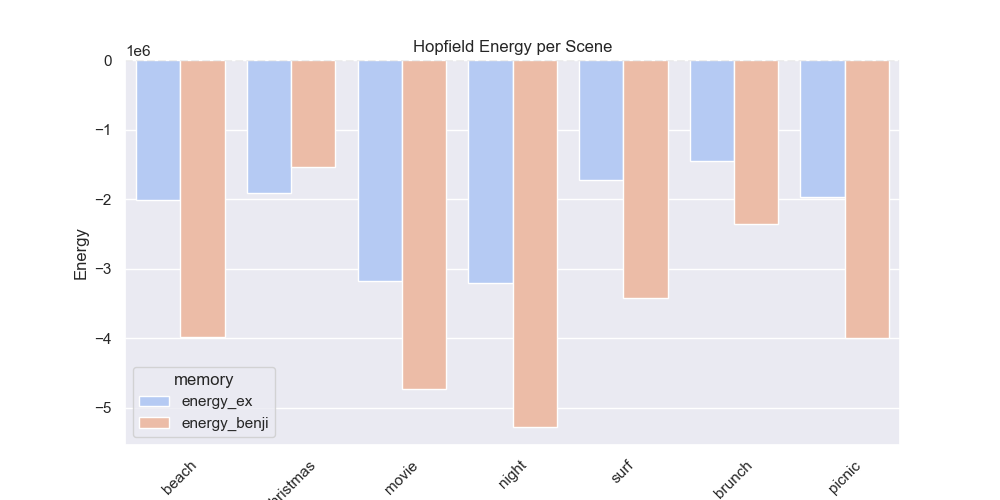 Hopfield Energy per Scene
1e6
0
−1
−2
−3
−4
−5
Energy
memory
energy_ex
energy_benji
beach
hristmas
movie
night
surf
brunch
picnic